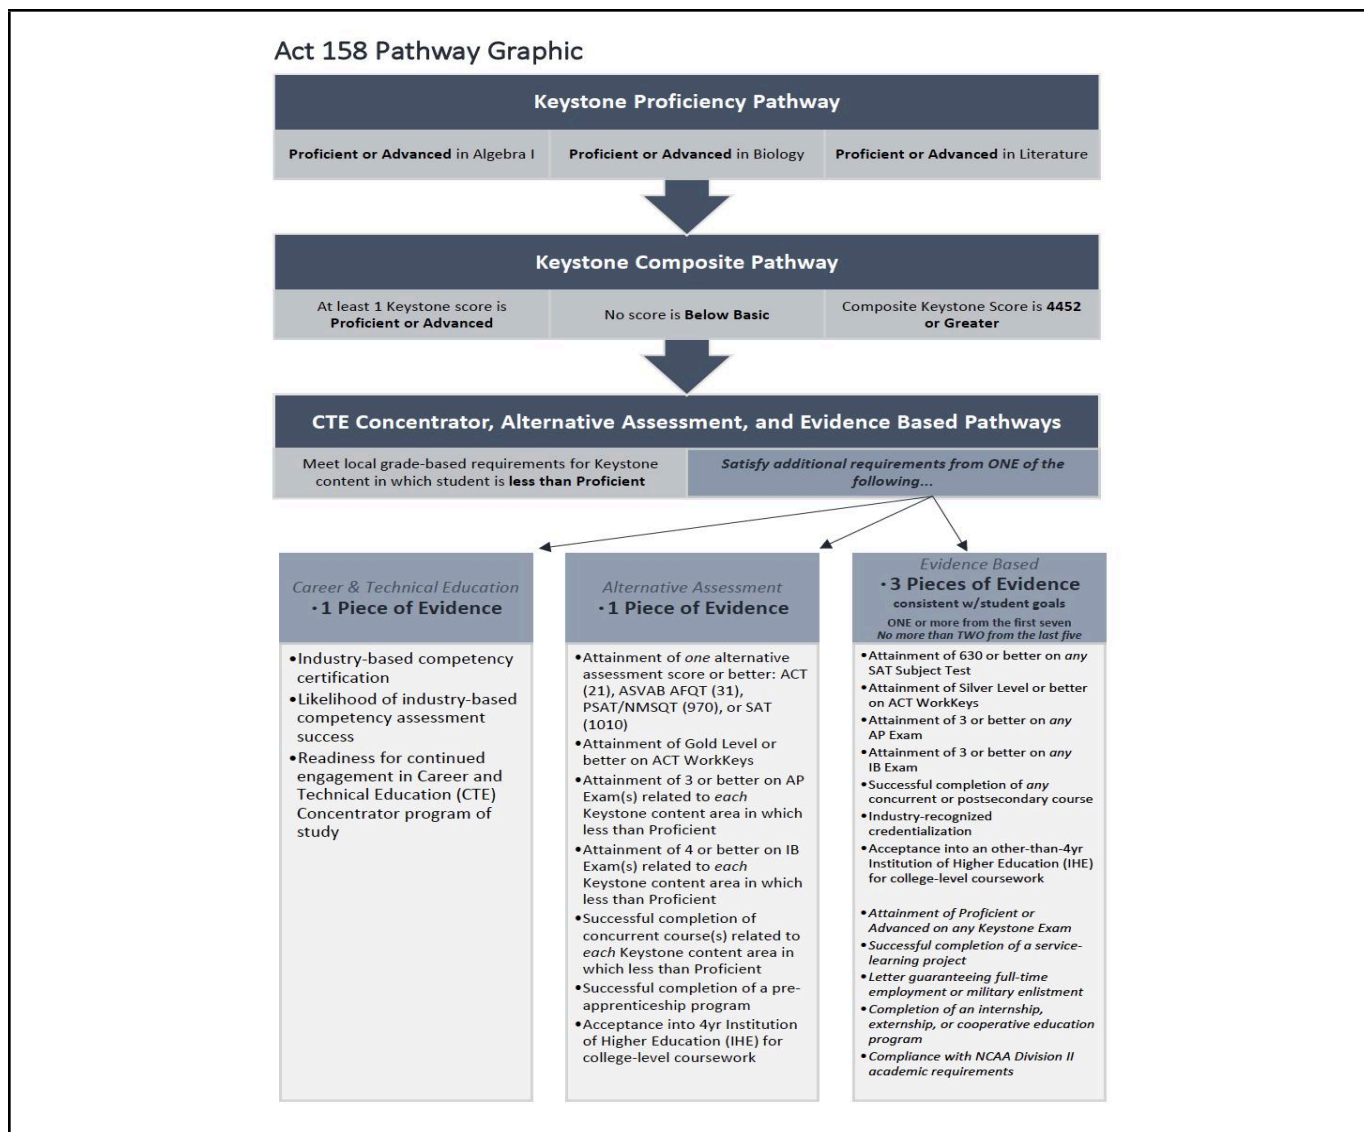 Act 158 Pathway Graphic
Keystone Proficiency Pathway
Proficient or Advanced in Algebra I
Proficient or Advanced in Biology
Proficient or Advanced in Literature
Keystone Composite Pathway
At least 1 Keystone score is
Proficient or Advanced
No score is Below Basic
Composite Keystone Score is 4452
or Greater
CTE Concentrator, Alternative Assessment, and Evidence Based Pathways
Meet local grade-based requirements for Keystone
content in which student is less than Proficient
Satisfy additional requirements from ONE of the
following...
Career & Technical Education
· 1 Piece of Evidence
•Industry-based competency
certification
•Likelihood of industry-based
competency assessment
success
•Readiness for continued
engagement in Career and
Technical Education (CTE)
Concentrator program of
study
Alternative Assessment
· 1 Piece of Evidence
•Attainment of one alternative
assessment score or better: ACT
(21), ASVAB AFQT (31),
PSAT/NMSQT (970), or SAT
(1010)
•Attainment of Gold Level or
better on ACT WorkKeys
•Attainment of 3 or better on AP
Exam(s) related to each
Keystone content area in which
less than Proficient
•Attainment of 4 or better on IB
Exam(s) related to each
Keystone content area in which
less than Proficient
•Successful completion of
concurrent course(s) related to
each Keystone content area in
which less than Proficient
•Successful completion of a pre-
apprenticeship program
•Acceptance into 4yr Institution
of Higher Education (IHE) for
college-level coursework
Evidence Based
· 3 Pieces of Evidence
consistent w/student goals
ONE or more from the first seven
No more than TWO from the last five
•Attainment of 630 or better on any
SAT Subject Test
•Attainment of Silver Level or better
on ACT WorkKeys
•Attainment of 3 or better on any
AP Exam
•Attainment of 3 or better on any
IB Exam
•Successful completion of any
concurrent or postsecondary course
•Industry-recognized
credentialization
•Acceptance into an other-than-4yr
Institution of Higher Education (IHE)
for college-level coursework
•Attainment of Proficient or
Advanced on any Keystone Exam
•Successful completion of a service-
learning project
•Letter guaranteeing full-time
employment or military enlistment
•Completion of an internship,
externship, or cooperative education
program
•Compliance with NCAA Division II
academic requirements